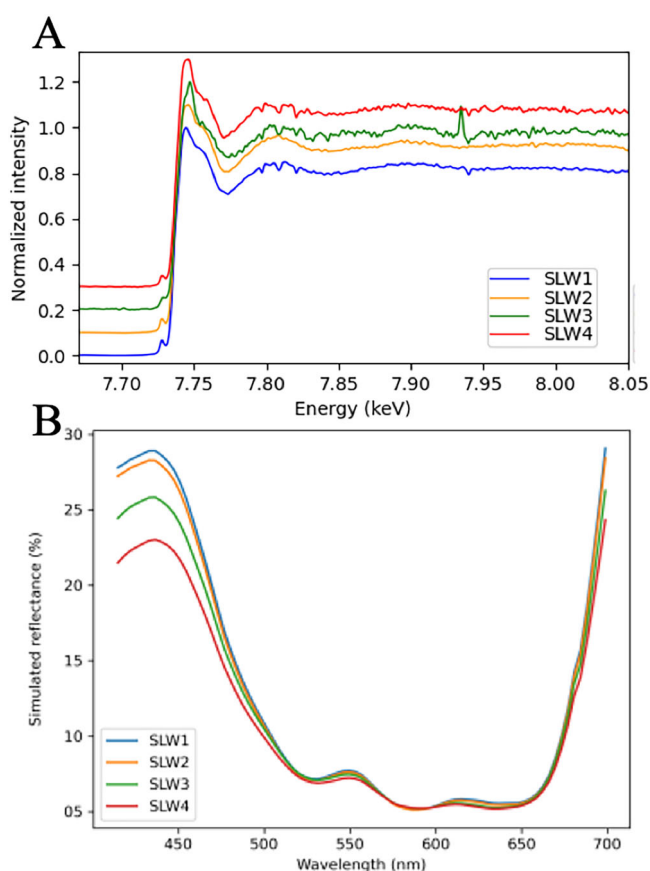 A
Normalized intensity
1.2
1.0
0.8
0.6
0.4
0.2
0.0
SLW1
SLW2
SLW3
SLW4
7.70 7.75 7.80 7.85 7.90 7.95 8.00 8.05
Energy (keV)
B
Simulated reflectance (%)
30
25
20
15
10
05
SLW1
SLW2
SLW3
SLW4
450 500 550 600 650 700
Wavelength (nm)